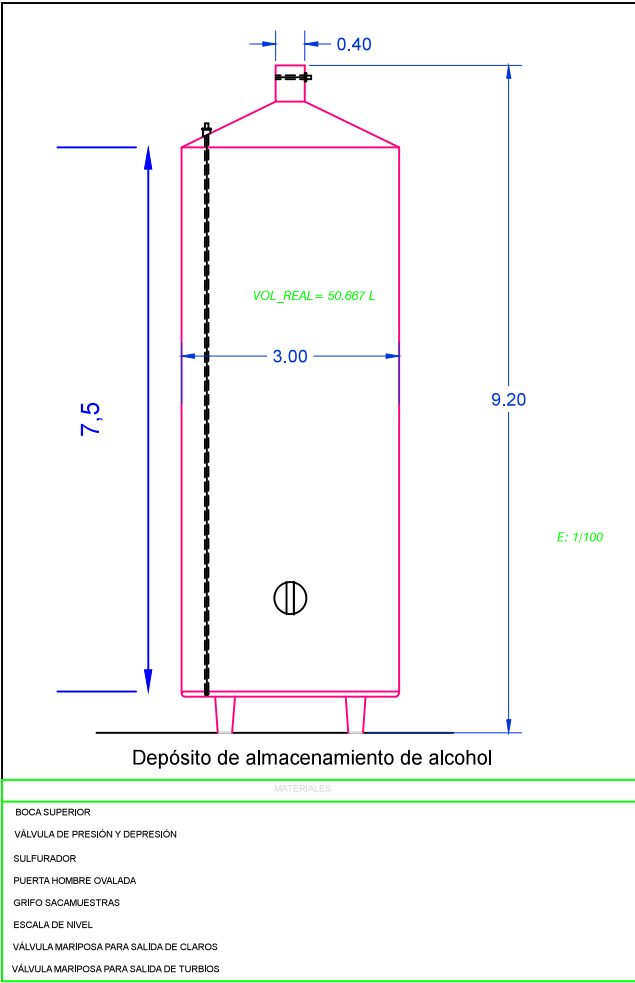 0.40
VOL_REAL= 50.667 L
3.00
7,5
9.20
E: 1/100
Depósito de almacenamiento de alcohol
MATERIALES
BOCA SUPERIOR
VÁLVULA DE PRESIÓN Y DEPRESIÓN
SULFURADOR
PUERTA HOMBRE OVALADA
GRIFO SACAMUESTRAS
ESCALA DE NIVEL
VÁLVULA MARIPOSA PARA SALIDA DE CLAROS
VÁLVULA MARIPOSA PARA SALIDA DE TURBIOS